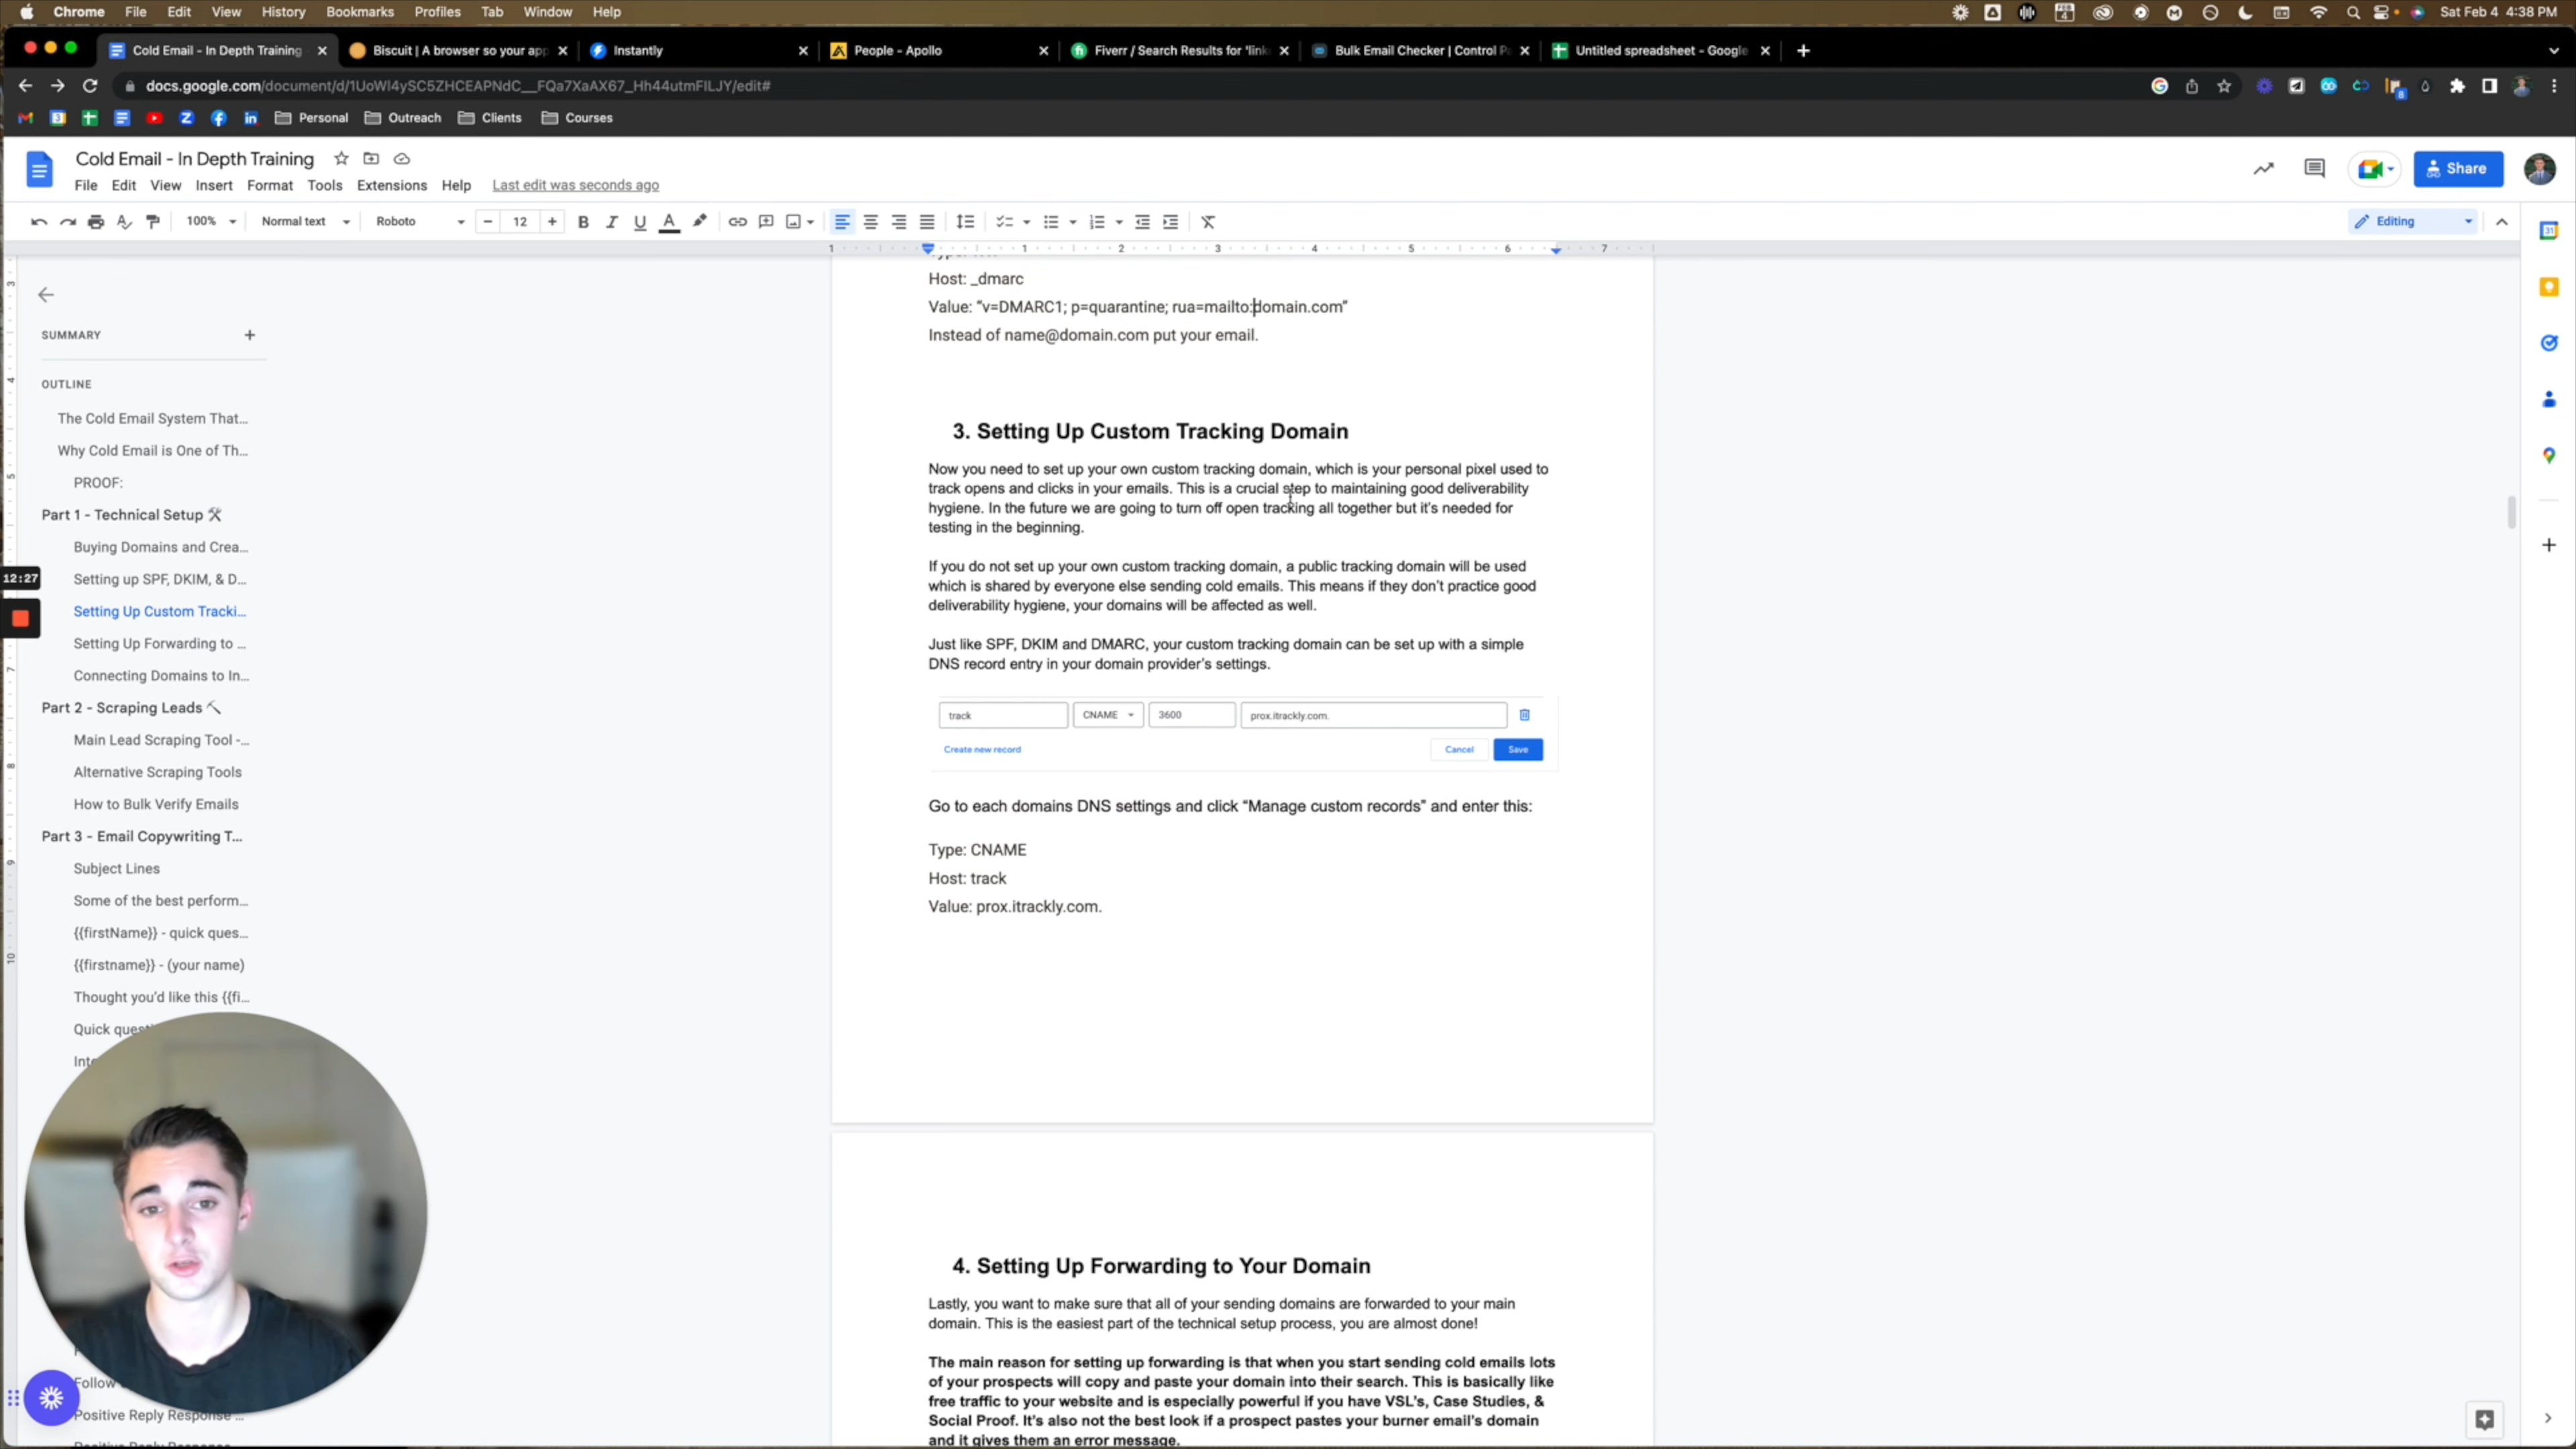 Chrome File Edit View History Bookmarks Profiles Tab Window Help
FEB 4
Sat Feb 4 4:38 PM
Cold Email - In Depth Training
Biscuit | A browser so your app
Instantly
People - Apollo
Fiverr / Search Results for 'link
Bulk Email Checker | Control P
Untitled spreadsheet - Google
docs.google.com/document/d/1UoWl4ySC5ZHCEAPNdC__FQa7XaAX67_Hh44utmFILJY/edit#
Personal Outreach Clients Courses
Cold Email - In Depth Training
File Edit View Insert Format Tools Extensions Help Last edit was seconds ago
Share
100% Normal text Roboto 12
Editing
1 1 2 3 4 5 6 7
SUMMARY
OUTLINE
The Cold Email System That...
Why Cold Email is One of Th...
PROOF:
Part 1 - Technical Setup
Buying Domains and Crea...
Setting up SPF, DKIM, & D...
Setting Up Custom Tracki...
Setting Up Forwarding to ...
Connecting Domains to In...
Part 2 - Scraping Leads
Main Lead Scraping Tool -...
Alternative Scraping Tools
How to Bulk Verify Emails
Part 3 - Email Copywriting T...
Subject Lines
Some of the best perform...
{{firstName}} - quick ques...
{{firstname}} - (your name)
Thought you'd like this {{fi...
Quick quest
Inte
Follow
Positive Reply Response ...
12:27
Host: _dmarc
Value: “v=DMARC1; p=quarantine; rua=mailto:domain.com”
Instead of name@domain.com put your email.
3. Setting Up Custom Tracking Domain
Now you need to set up your own custom tracking domain, which is your personal pixel used to
track opens and clicks in your emails. This is a crucial step to maintaining good deliverability
hygiene. In the future we are going to turn off open tracking all together but it’s needed for
testing in the beginning.
If you do not set up your own custom tracking domain, a public tracking domain will be used
which is shared by everyone else sending cold emails. This means if they don’t practice good
deliverability hygiene, your domains will be affected as well.
Just like SPF, DKIM and DMARC, your custom tracking domain can be set up with a simple
DNS record entry in your domain provider’s settings.
track CNAME 3600 prox.itrackly.com.
Create new record Cancel Save
Go to each domains DNS settings and click “Manage custom records” and enter this:
Type: CNAME
Host: track
Value: prox.itrackly.com.
4. Setting Up Forwarding to Your Domain
Lastly, you want to make sure that all of your sending domains are forwarded to your main
domain. This is the easiest part of the technical setup process, you are almost done!
The main reason for setting up forwarding is that when you start sending cold emails lots
of your prospects will copy and paste your domain into their search. This is basically like
free traffic to your website and is especially powerful if you have VSL’s, Case Studies, &
Social Proof. It’s also not the best look if a prospect pastes your burner email’s domain
and it gives them an error message.